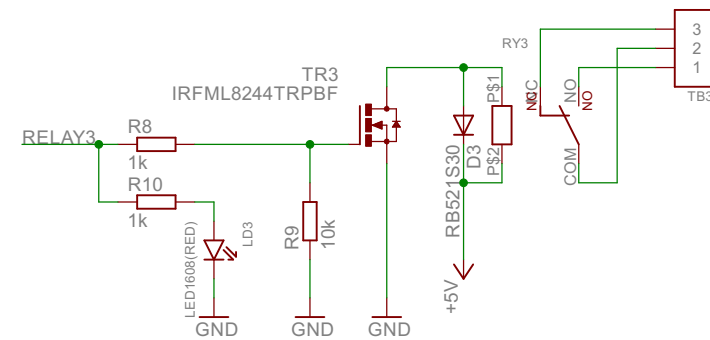 TR3
IRFML8244TRPBF
RELAY3
R8
1k
R10
1k
LED1608(RED)
LD3
GND
R9
10k
GND
GND
RB521S30
D3
P$1
P$2
+5V
RY3
NC
NC
NO
NO
COM
3
2
1
TB3